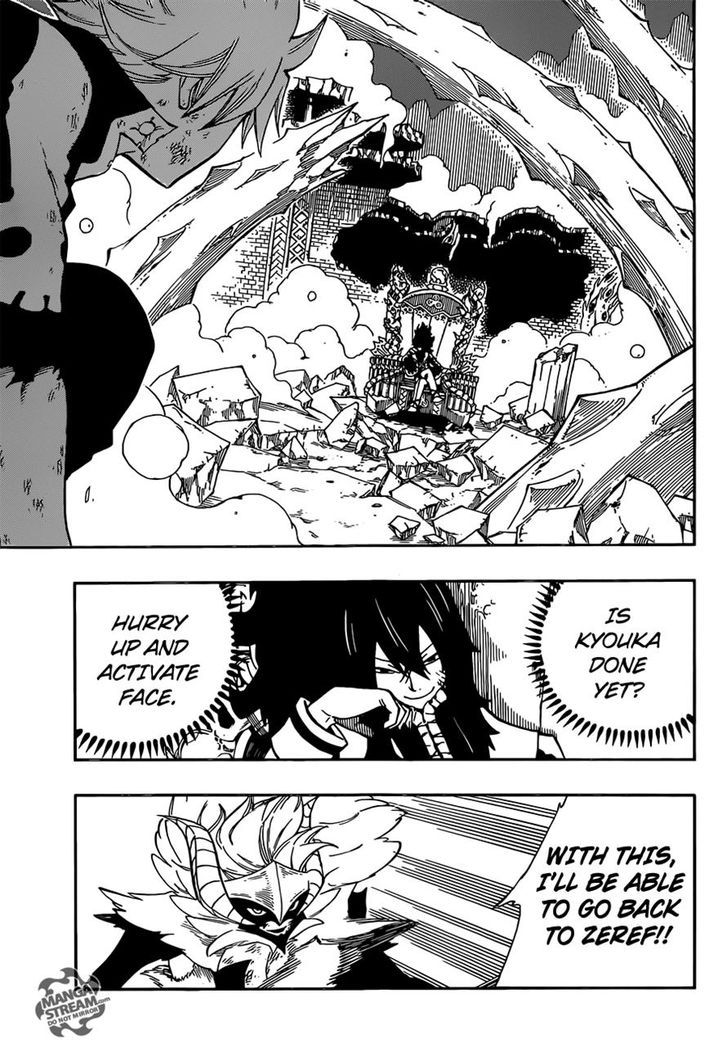 IS
KYOUKA
DONE
YET?
HURRY
UP AND
ACTIVATE
FACE.
WITH THIS,
I'LL BE ABLE
TO GO BACK
TO ZEREF!!
MANGA
STREAM.com
DO NOT MIRROR